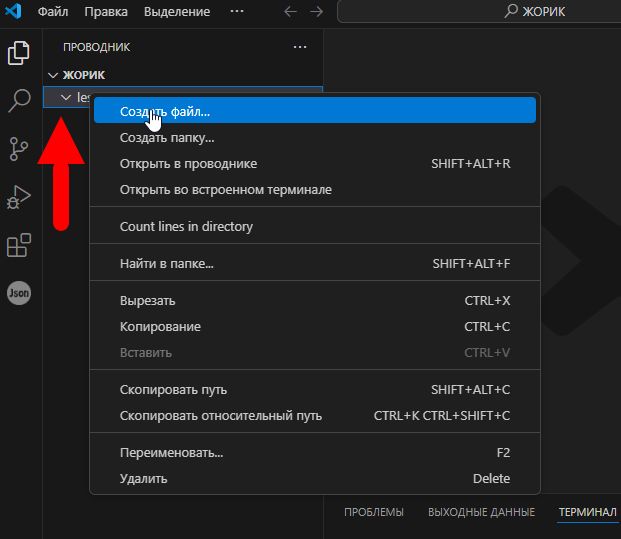 Файл Правка Выделение ··· ЖОРИК
ПРОВОДНИК ···
ЖОРИК
Создать файл...
Создать папку...
Открыть в проводнике SHIFT+ALT+R
Открыть во встроенном терминале
Count lines in directory
Найти в папке... SHIFT+ALT+F
Вырезать CTRL+X
Копирование CTRL+C
Вставить CTRL+V
Скопировать путь SHIFT+ALT+C
Скопировать относительный путь CTRL+K CTRL+SHIFT+C
Переименовать... F2
Удалить Delete
Json
ПРОБЛЕМЫ ВЫХОДНЫЕ ДАННЫЕ ТЕРМИНАЛ